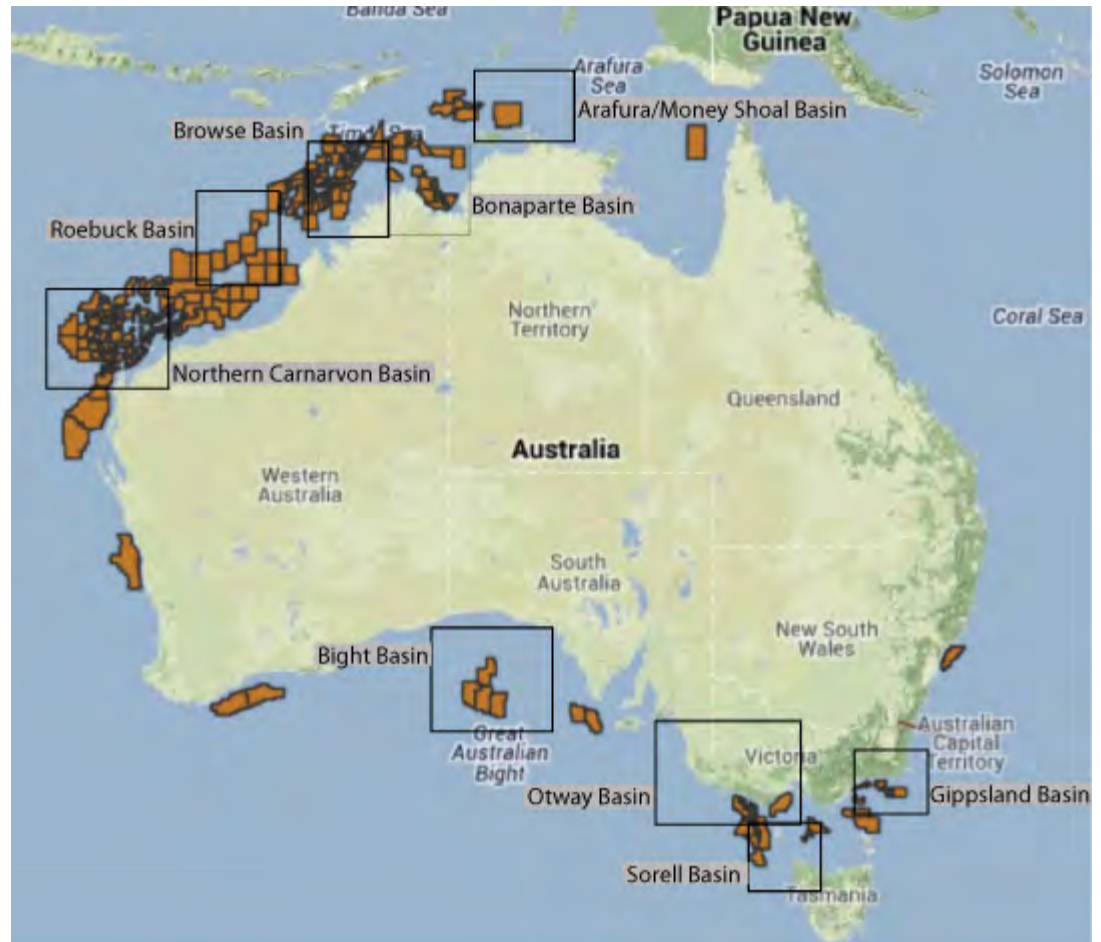 Banda Sea
Papua New
Guinea
Solomon
Sea
Arafura
Sea
Arafura/Money Shoal Basin
Browse Basin
Timor Sea
Bonaparte Basin
Roebuck Basin
Northern
Territory
Coral Sea
Northern Carnarvon Basin
Queensland
Australia
Western
Australia
South
Australia
New South
Wales
Bight Basin
Great
Australian
Bight
Australian
Capital
Territory
Victoria
Otway Basin
Gippsland Basin
Sorell Basin
Tasmania